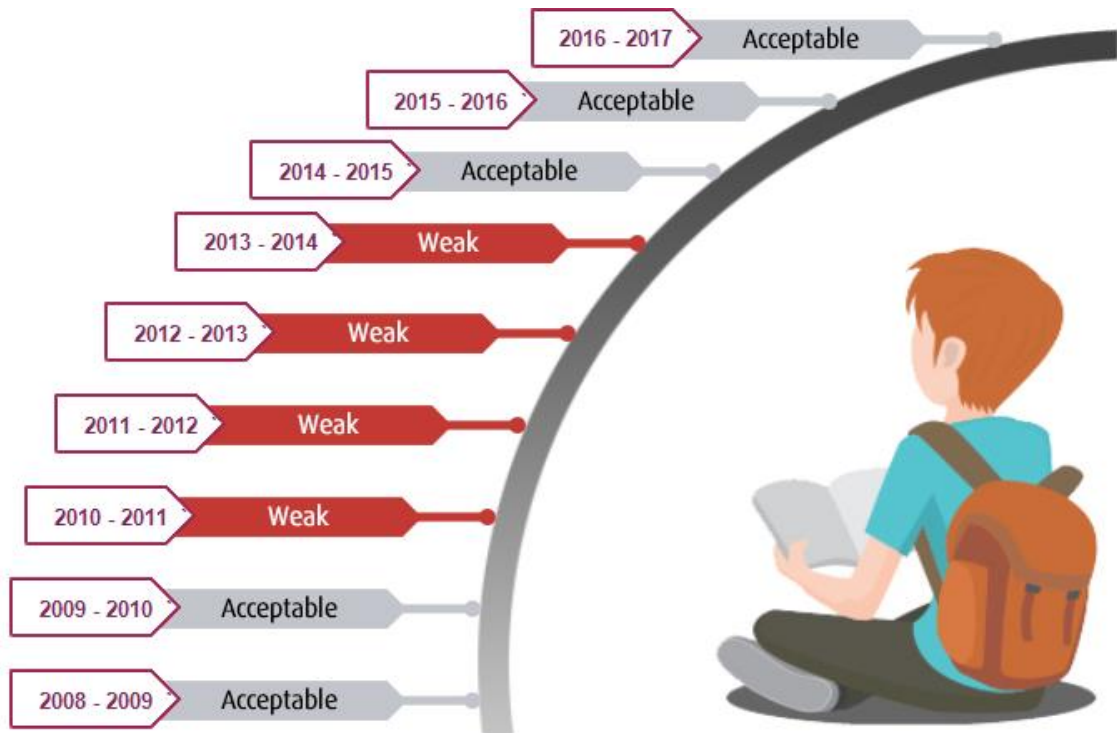 2016 - 2017 Acceptable
2015 - 2016 Acceptable
2014 - 2015 Acceptable
2013 - 2014 Weak
2012 - 2013 Weak
2011 - 2012 Weak
2010 - 2011 Weak
2009 - 2010 Acceptable
2008 - 2009 Acceptable